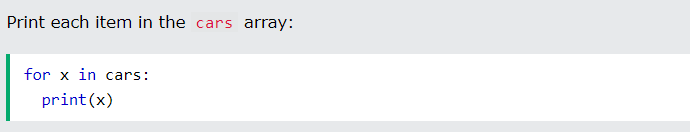 Print each item in the cars array:
for x in cars:
  print(x)